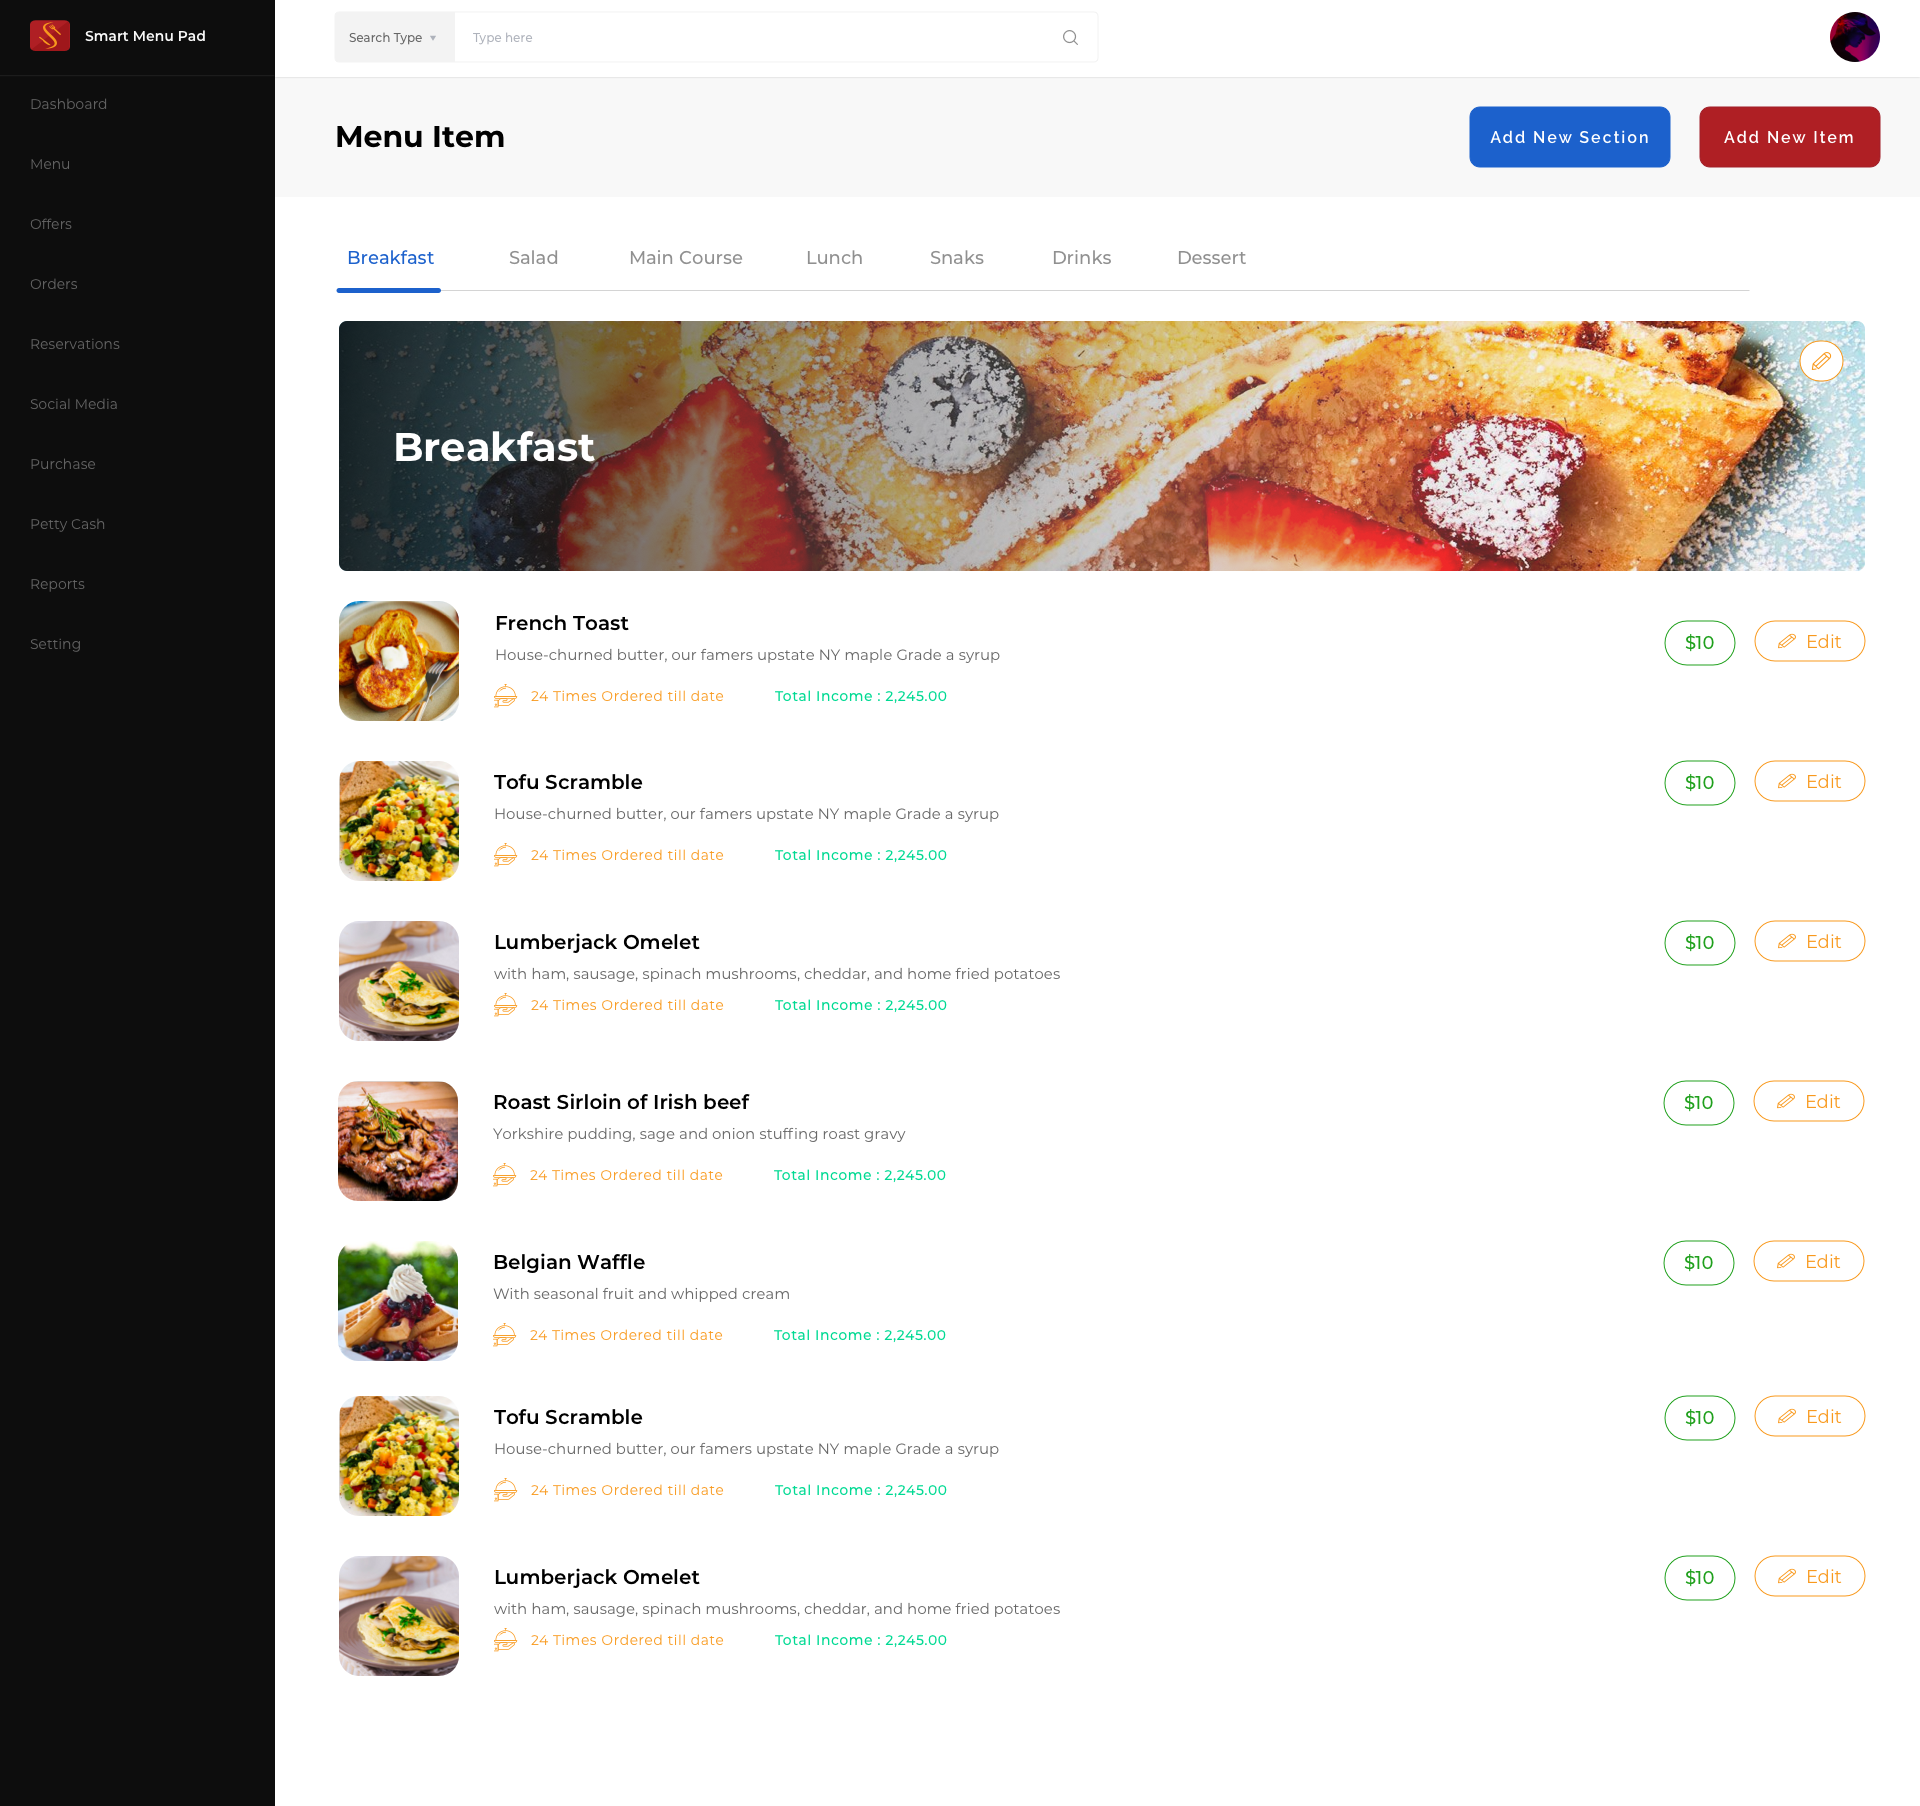 Smart Menu Pad
Dashboard
Menu
Offers
Orders
Reservations
Social Media
Purchase
Petty Cash
Reports
Setting
Search Type
Type here
Menu Item
Add New Section
Add New Item
Breakfast Salad Main Course Lunch Snaks Drinks Dessert
Breakfast
French Toast
House-churned butter, our famers upstate NY maple Grade a syrup
24 Times Ordered till date Total Income : 2,245.00
$10 Edit
Tofu Scramble
House-churned butter, our famers upstate NY maple Grade a syrup
24 Times Ordered till date Total Income : 2,245.00
$10 Edit
Lumberjack Omelet
with ham, sausage, spinach mushrooms, cheddar, and home fried potatoes
24 Times Ordered till date Total Income : 2,245.00
$10 Edit
Roast Sirloin of Irish beef
Yorkshire pudding, sage and onion stuffing roast gravy
24 Times Ordered till date Total Income : 2,245.00
$10 Edit
Belgian Waffle
With seasonal fruit and whipped cream
24 Times Ordered till date Total Income : 2,245.00
$10 Edit
Tofu Scramble
House-churned butter, our famers upstate NY maple Grade a syrup
24 Times Ordered till date Total Income : 2,245.00
$10 Edit
Lumberjack Omelet
with ham, sausage, spinach mushrooms, cheddar, and home fried potatoes
24 Times Ordered till date Total Income : 2,245.00
$10 Edit